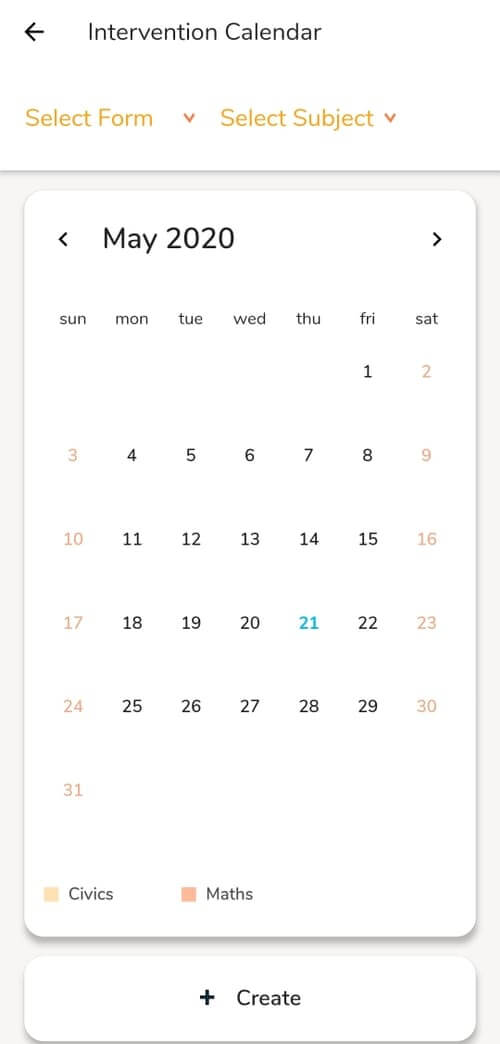 Intervention Calendar
Select Form Select Subject
May 2020
sun mon tue wed thu fri sat
1 2
3 4 5 6 7 8 9
10 11 12 13 14 15 16
17 18 19 20 21 22 23
24 25 26 27 28 29 30
31
Civics Maths
+ Create